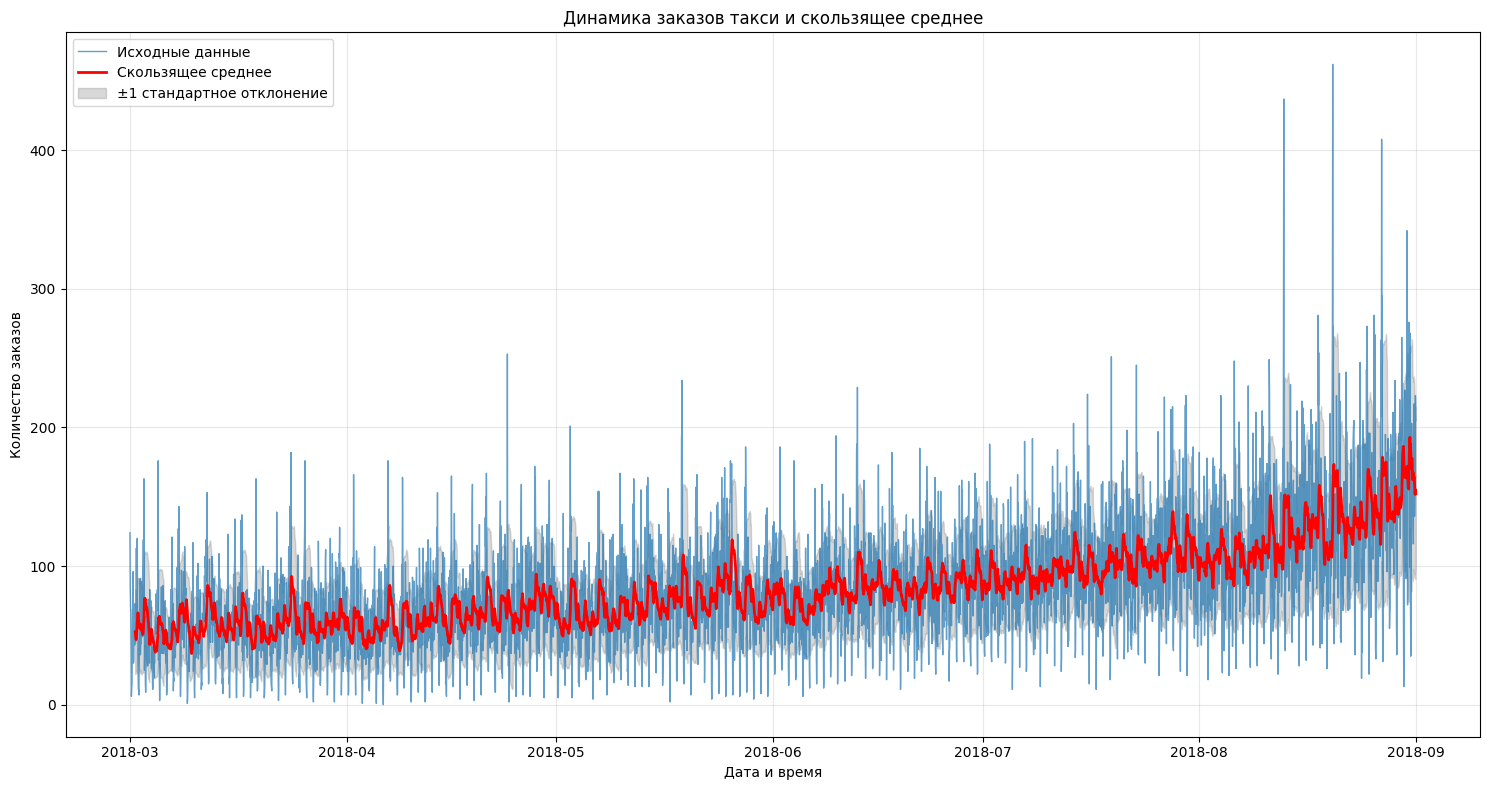 Динамика заказов такси и скользящее среднее
Исходные данные
Скользящее среднее
±1 стандартное отклонение
Количество заказов
400
300
200
100
0
2018-03
2018-04
2018-05
2018-06
2018-07
2018-08
2018-09
Дата и время